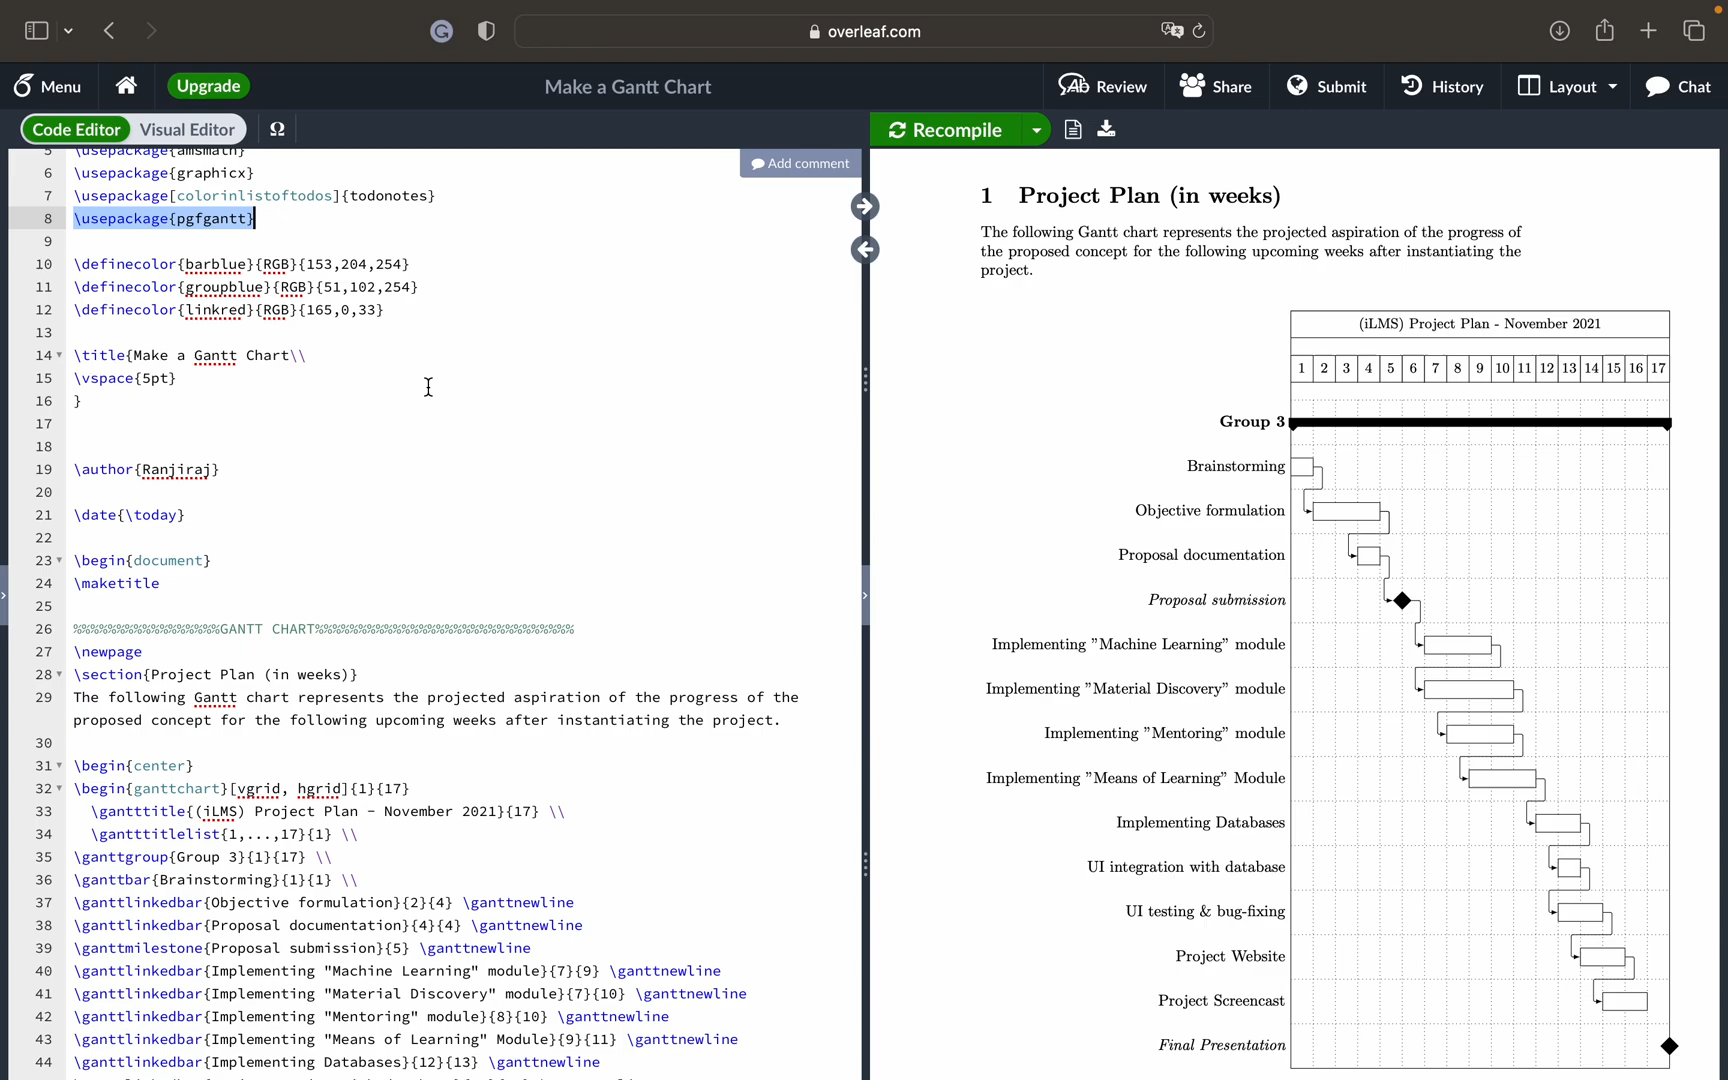 overleaf.com
Menu
Upgrade
Make a Gantt Chart
Review
Share
Submit
History
Layout
Chat
Code Editor
Visual Editor
Ω
Recompile
Add comment
5 \usepackage{amsmath}
6 \usepackage{graphicx}
7 \usepackage[colorinlistoftodos]{todonotes}
8 \usepackage{pgfgantt}
9
10 \definecolor{barblue}{RGB}{153,204,254}
11 \definecolor{groupblue}{RGB}{51,102,254}
12 \definecolor{linkred}{RGB}{165,0,33}
13
14 \title{Make a Gantt Chart\\
15 \vspace{5pt}
16 }
17
18
19 \author{Ranjiraj}
20
21 \date{\today}
22
23 \begin{document}
24 \maketitle
25
26 %%%%%%%%%%%%%%%%%GANTT CHART%%%%%%%%%%%%%%%%%%%%%%%%%%%%%%
27 \newpage
28 \section{Project Plan (in weeks)}
29 The following Gantt chart represents the projected aspiration of the progress of the
proposed concept for the following upcoming weeks after instantiating the project.
30
31 \begin{center}
32 \begin{ganttchart}[vgrid, hgrid]{1}{17}
33 \gantttitle{(iLMS) Project Plan - November 2021}{17} \\
34 \gantttitlelist{1,...,17}{1} \\
35 \ganttgroup{Group 3}{1}{17} \\
36 \ganttbar{Brainstorming}{1}{1} \\
37 \ganttlinkedbar{Objective formulation}{2}{4} \ganttnewline
38 \ganttlinkedbar{Proposal documentation}{4}{4} \ganttnewline
39 \ganttmilestone{Proposal submission}{5} \ganttnewline
40 \ganttlinkedbar{Implementing "Machine Learning" module}{7}{9} \ganttnewline
41 \ganttlinkedbar{Implementing "Material Discovery" module}{7}{10} \ganttnewline
42 \ganttlinkedbar{Implementing "Mentoring" module}{8}{10} \ganttnewline
43 \ganttlinkedbar{Implementing "Means of Learning" Module}{9}{11} \ganttnewline
44 \ganttlinkedbar{Implementing Databases}{12}{13} \ganttnewline
1 Project Plan (in weeks)
The following Gantt chart represents the projected aspiration of the progress of
the proposed concept for the following upcoming weeks after instantiating the
project.
(iLMS) Project Plan - November 2021
1 2 3 4 5 6 7 8 9 10 11 12 13 14 15 16 17
Group 3
Brainstorming
Objective formulation
Proposal documentation
Proposal submission
Implementing ”Machine Learning” module
Implementing ”Material Discovery” module
Implementing ”Mentoring” module
Implementing ”Means of Learning” Module
Implementing Databases
UI integration with database
UI testing & bug-fixing
Project Website
Project Screencast
Final Presentation